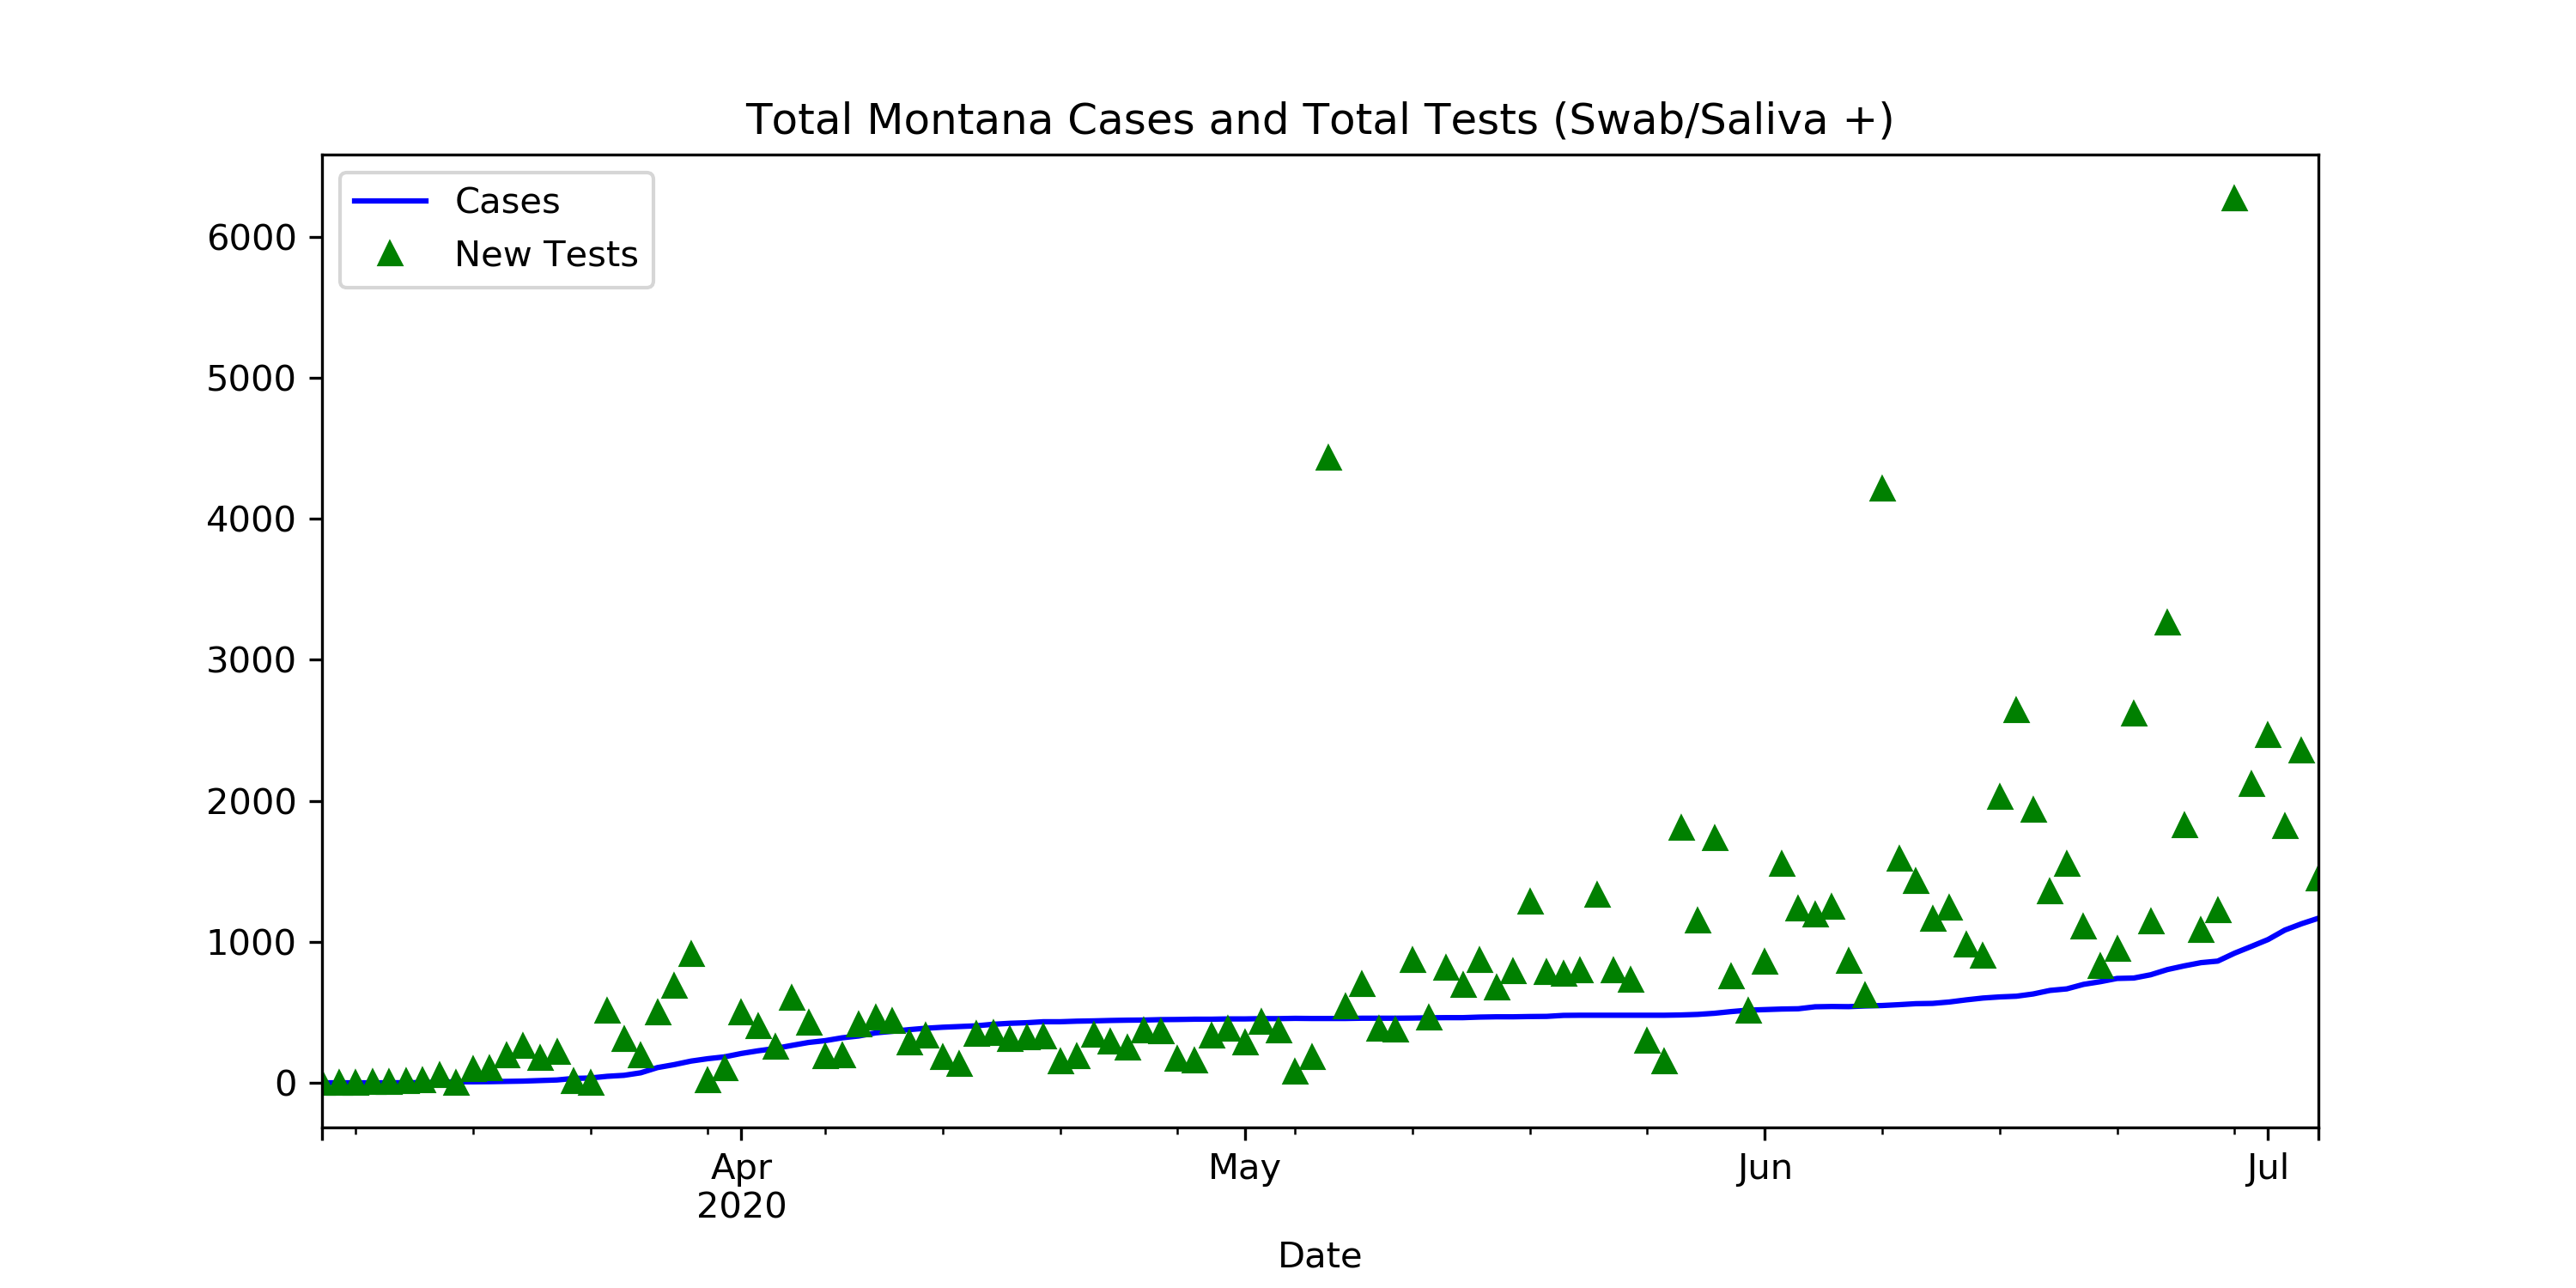 Total Montana Cases and Total Tests (Swab/Saliva +)
Cases
New Tests
6000
5000
4000
3000
2000
1000
0
Apr
2020
May
Jun
Jul
Date